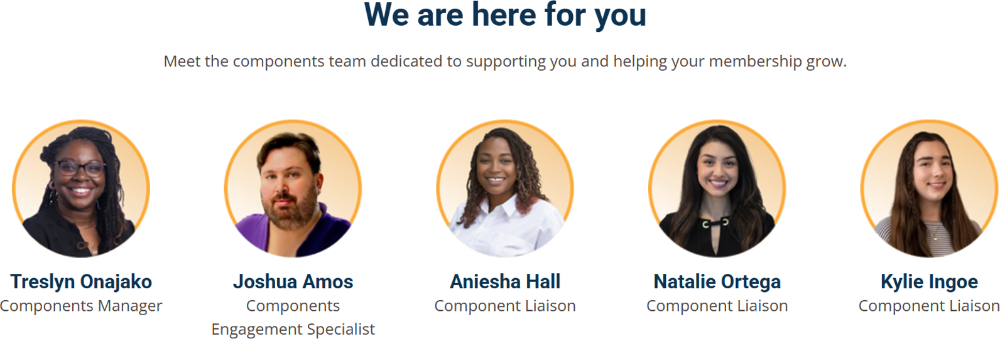 We are here for you
Meet the components team dedicated to supporting you and helping your membership grow.
Treslyn Onajako
Components Manager
Joshua Amos
Components
Engagement Specialist
Aniesha Hall
Component Liaison
Natalie Ortega
Component Liaison
Kylie Ingoe
Component Liaison